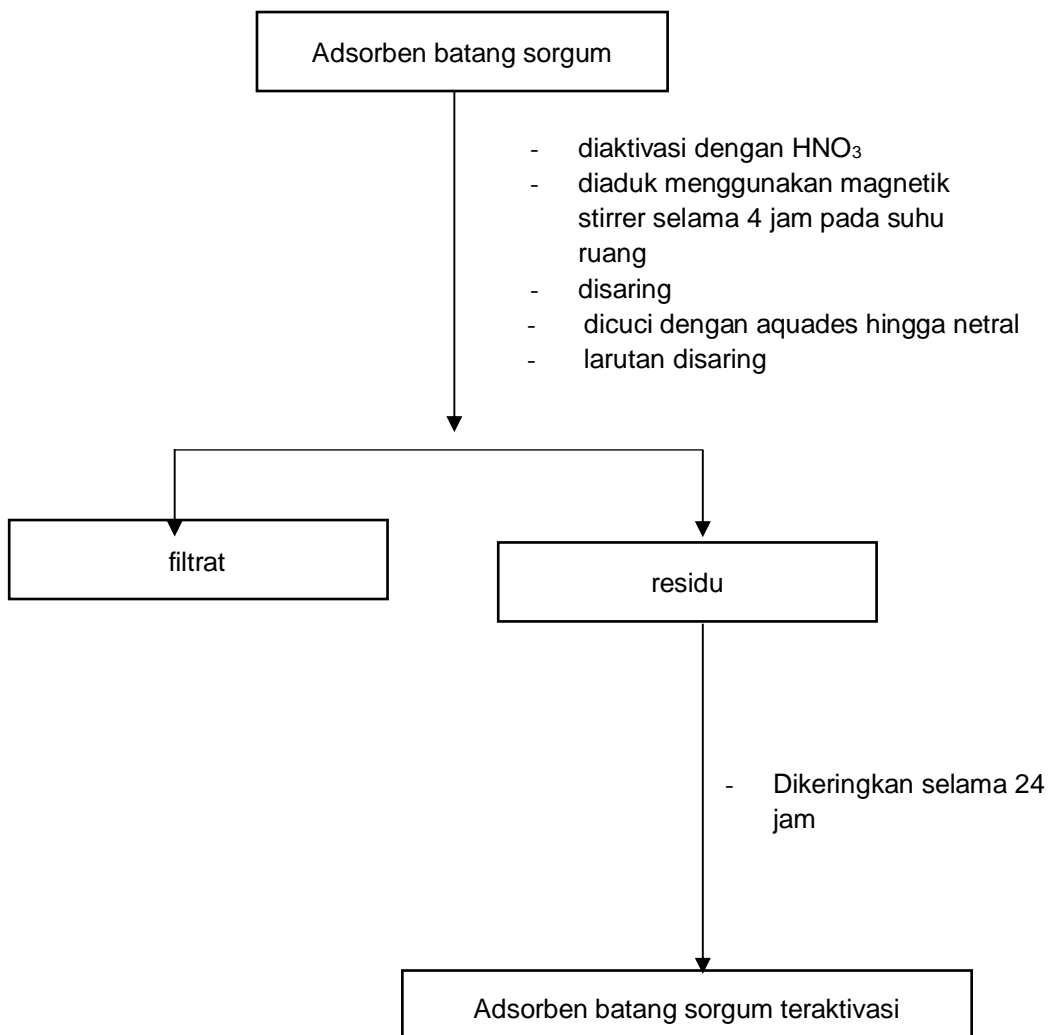 Adsorben batang sorgum
- diaktivasi dengan HNO₃
- diaduk menggunakan magnetik
stirrer selama 4 jam pada suhu
ruang
- disaring
- dicuci dengan aquades hingga netral
- larutan disaring
filtrat
residu
- Dikeringkan selama 24
jam
Adsorben batang sorgum teraktivasi